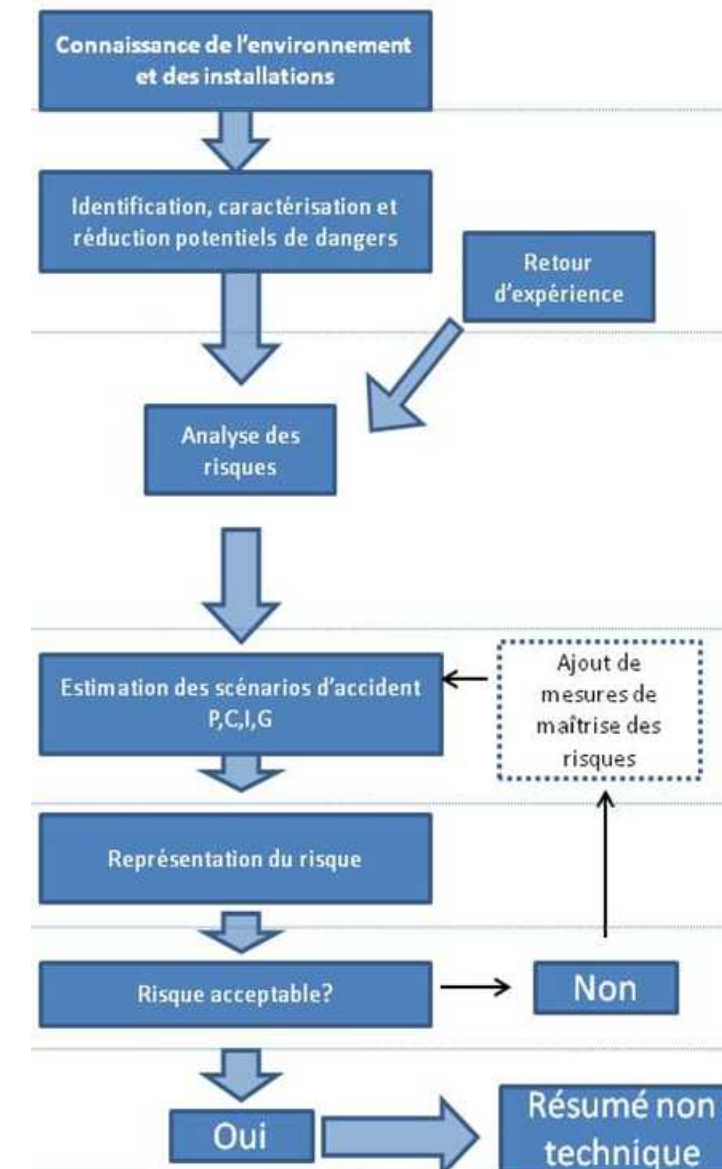 Connaissance de l'environnement
et des installations
Identification, caractérisation et
réduction potentiels de dangers
Retour
d'expérience
Analyse des
risques
Estimation des scénarios d'accident
P,C,I,G
Ajout de
mesures de
maîtrise des
risques
Représentation du risque
Risque acceptable?
Non
Oui
Résumé non
technique